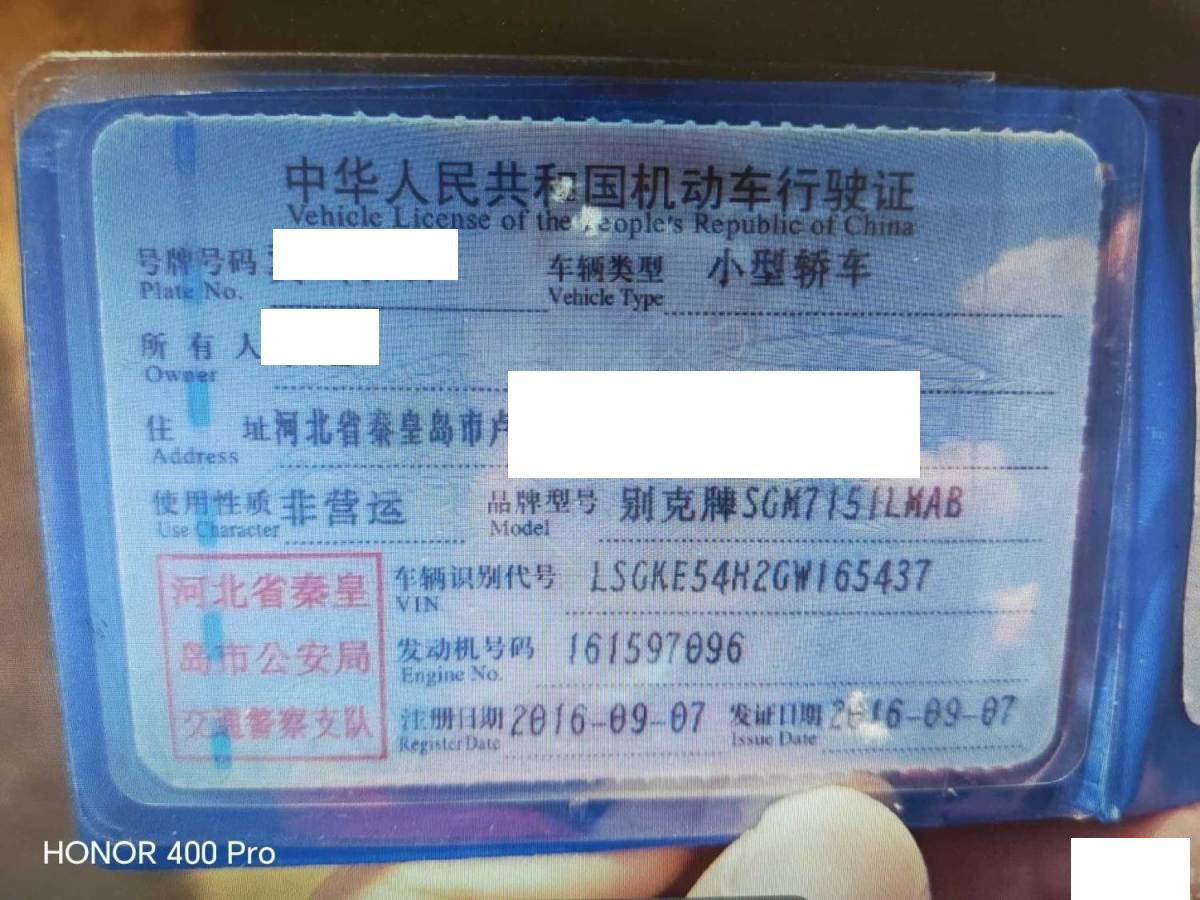 中华人民共和国机动车行驶证
Vehicle License of the People's Republic of China
号牌号码 车辆类型 小型轿车
Plate No. Vehicle Type
所有人
Owner
住址 河北省秦皇岛市卢
Address
使用性质 非营运 品牌型号 别克牌SGM7151LMAB
Use Character Model
河北省秦皇 车辆识别代号 LSGKE54H2GW165437
VIN
岛市公安局 发动机号码 161597096
Engine No.
交通警察支队 注册日期 2016-09-07 发证日期 2016-09-07
Register Date Issue Date
HONOR 400 Pro